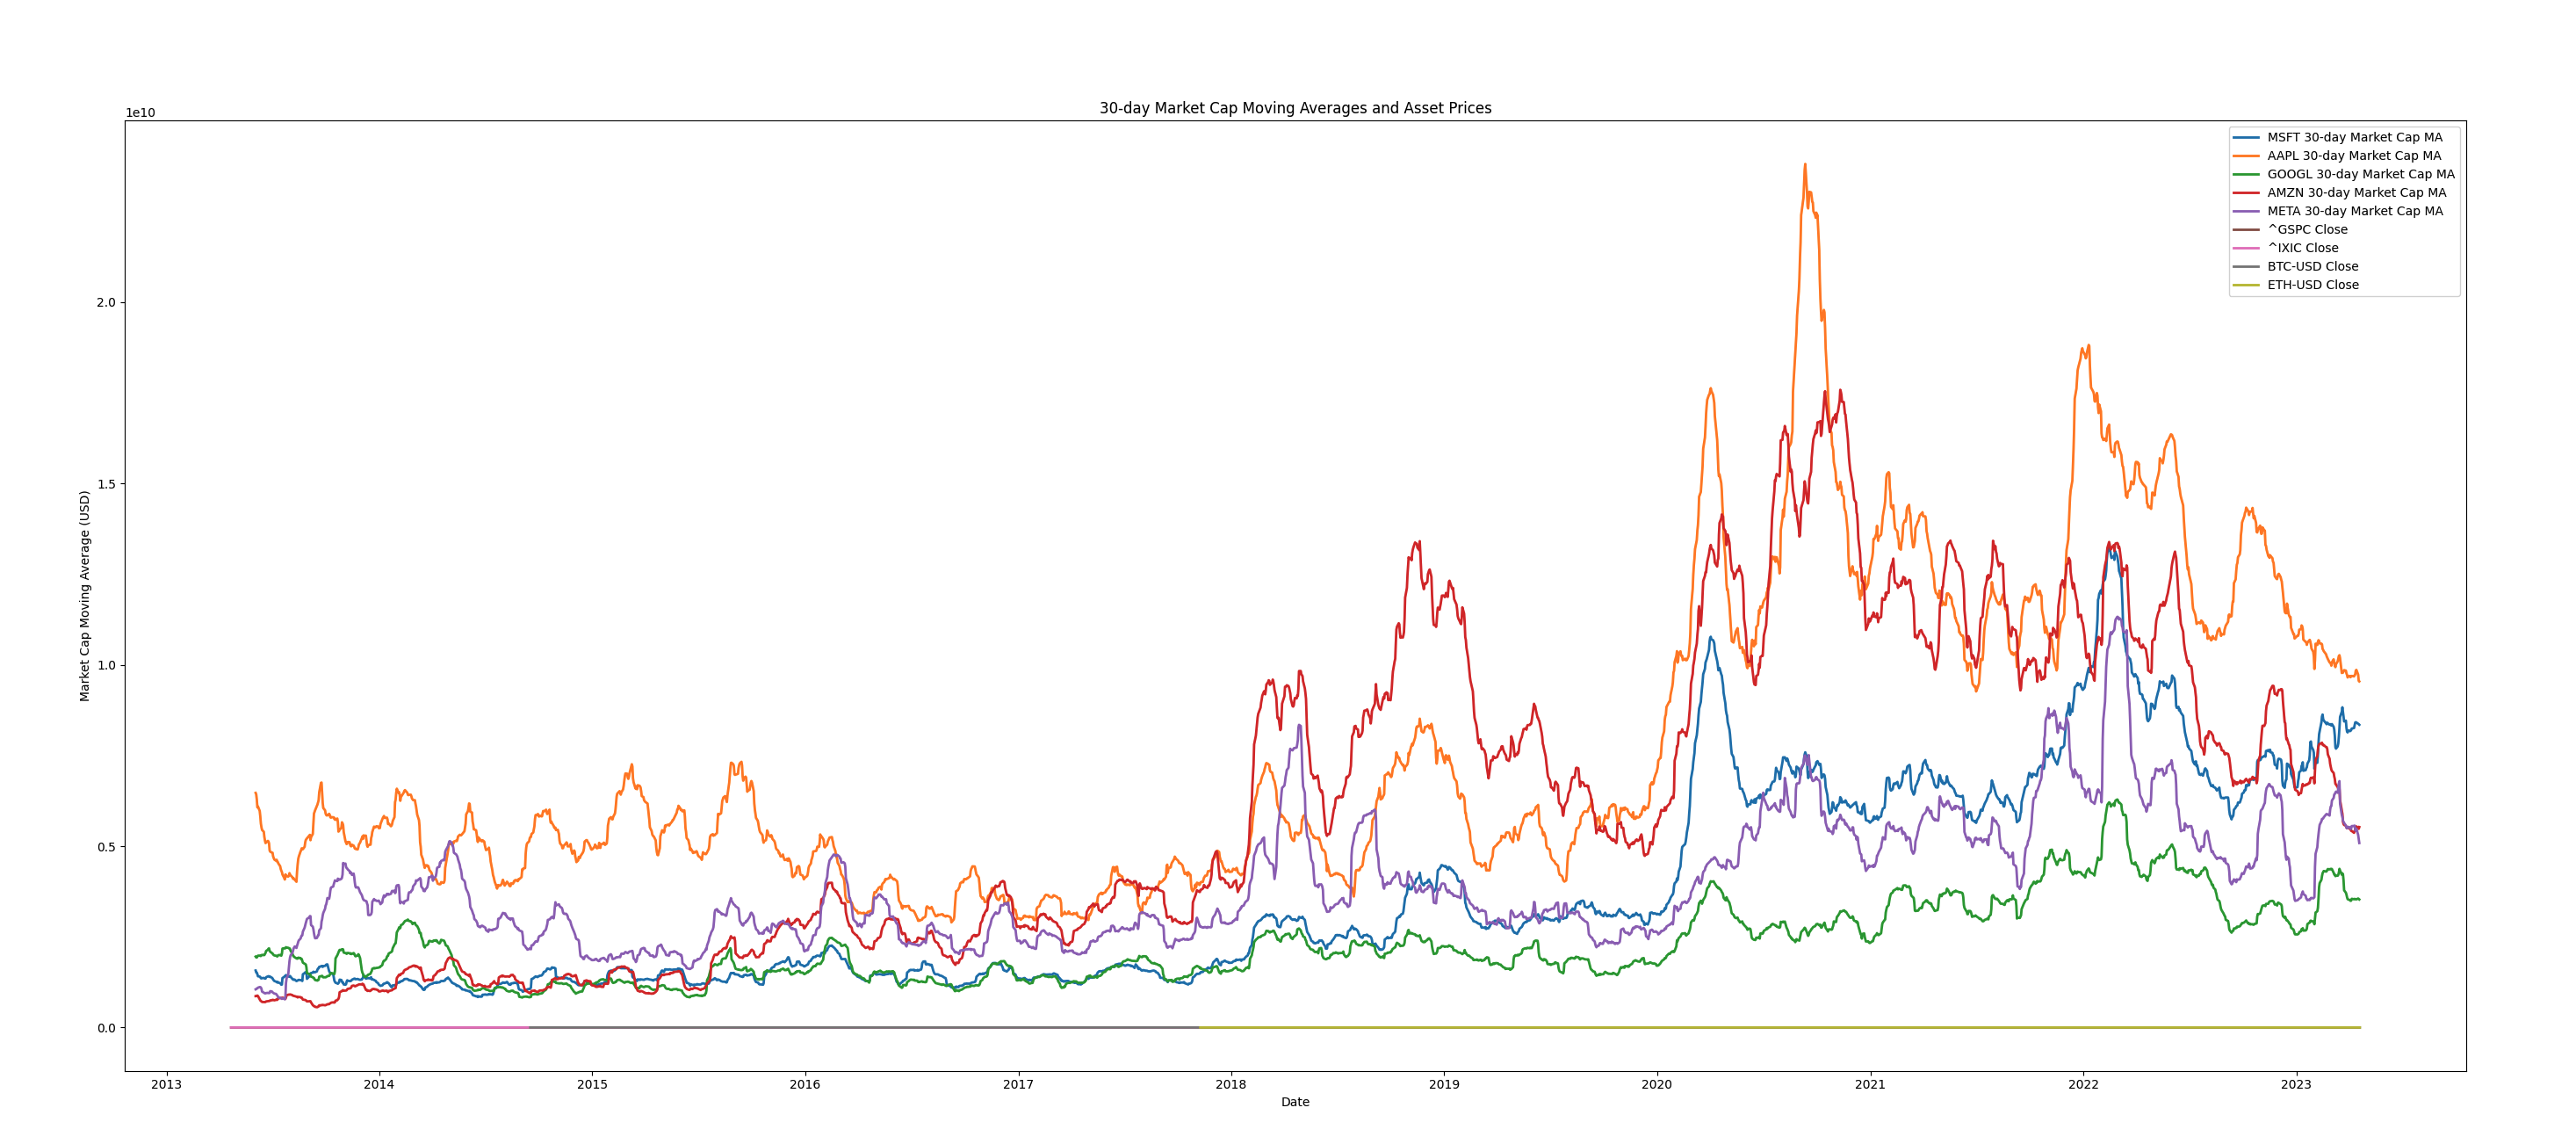 30-day Market Cap Moving Averages and Asset Prices
1e10
MSFT 30-day Market Cap MA
AAPL 30-day Market Cap MA
GOOGL 30-day Market Cap MA
AMZN 30-day Market Cap MA
META 30-day Market Cap MA
^GSPC Close
^IXIC Close
BTC-USD Close
ETH-USD Close
2.0
1.5
1.0
0.5
0.0
Market Cap Moving Average (USD)
2013 2014 2015 2016 2017 2018 2019 2020 2021 2022 2023
Date